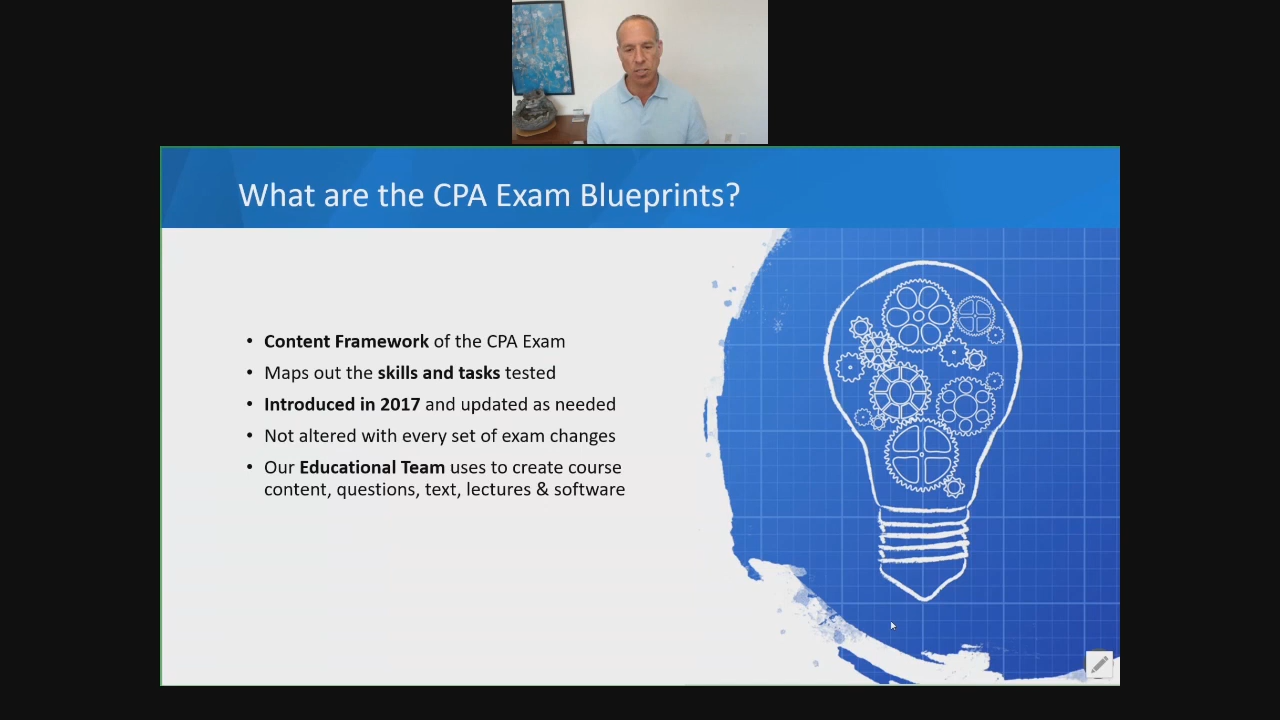 What are the CPA Exam Blueprints?
• Content Framework of the CPA Exam
• Maps out the skills and tasks tested
• Introduced in 2017 and updated as needed
• Not altered with every set of exam changes
• Our Educational Team uses to create course
content, questions, text, lectures & software